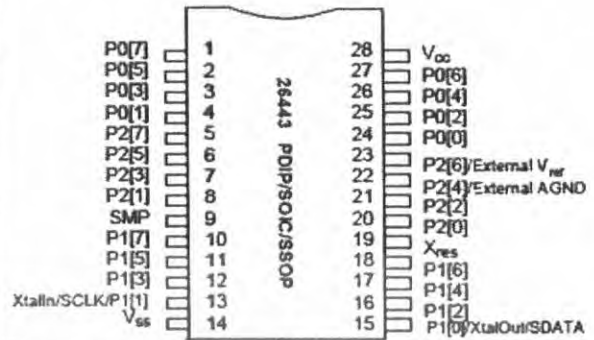 P0[7] 1 28 Vcc
P0[5] 2 27 P0[6]
P0[3] 3 26 P0[4]
P0[1] 4 25 P0[2]
P2[7] 5 24 P0[0]
P2[5] 6 23 P2[6]/External Vref
P2[3] 7 22 P2[4]/External AGND
P2[1] 8 21 P2[2]
SMP 9 20 P2[0]
P1[7] 10 19 Xres
P1[5] 11 18 P1[6]
P1[3] 12 17 P1[4]
XtalIn/SCLK/P1[1] 13 16 P1[2]
Vss 14 15 P1[0]/XtalOut/SDATA
26443 PDIP/SOIC/SSOP